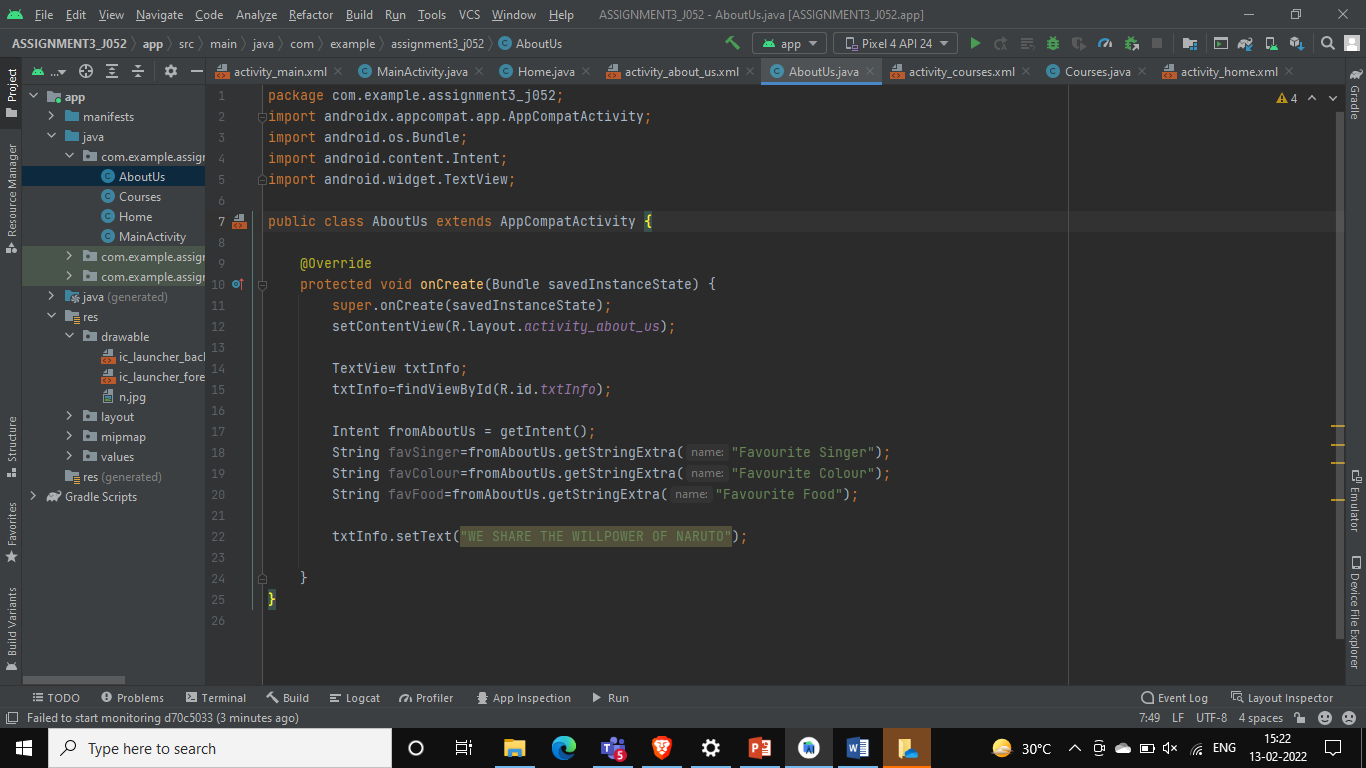 File Edit View Navigate Code Analyze Refactor Build Run Tools VCS Window Help ASSIGNMENT3_J052 - AboutUs.java [ASSIGNMENT3_J052.app]
ASSIGNMENT3_J052 app src main java com example assignment3_j052 AboutUs app Pixel 4 API 24
activity_main.xml MainActivity.java Home.java activity_about_us.xml AboutUs.java activity_courses.xml Courses.java activity_home.xml
Project
Resource Manager
Structure
Favorites
Build Variants
app
manifests
java
com.example.assign
AboutUs
Courses
Home
MainActivity
com.example.assign
com.example.assign
java (generated)
res
drawable
ic_launcher_back
ic_launcher_fore
n.jpg
layout
mipmap
values
res (generated)
Gradle Scripts
1 package com.example.assignment3_j052;
2 import androidx.appcompat.app.AppCompatActivity;
3 import android.os.Bundle;
4 import android.content.Intent;
5 import android.widget.TextView;
6
7 public class AboutUs extends AppCompatActivity {
8
9 @Override
10 protected void onCreate(Bundle savedInstanceState) {
11 super.onCreate(savedInstanceState);
12 setContentView(R.layout.activity_about_us);
13
14 TextView txtInfo;
15 txtInfo=findViewById(R.id.txtInfo);
16
17 Intent fromAboutUs = getIntent();
18 String favSinger=fromAboutUs.getStringExtra( name: "Favourite Singer");
19 String favColour=fromAboutUs.getStringExtra( name: "Favourite Colour");
20 String favFood=fromAboutUs.getStringExtra( name: "Favourite Food");
21
22 txtInfo.setText("WE SHARE THE WILLPOWER OF NARUTO");
23
24 }
25 }
26
4
Gradle
Emulator
Device File Explorer
TODO Problems Terminal Build Logcat Profiler App Inspection Run Event Log Layout Inspector
Failed to start monitoring d70c5033 (3 minutes ago) 7:49 LF UTF-8 4 spaces
Type here to search 5 30°C ENG 15:22
13-02-2022